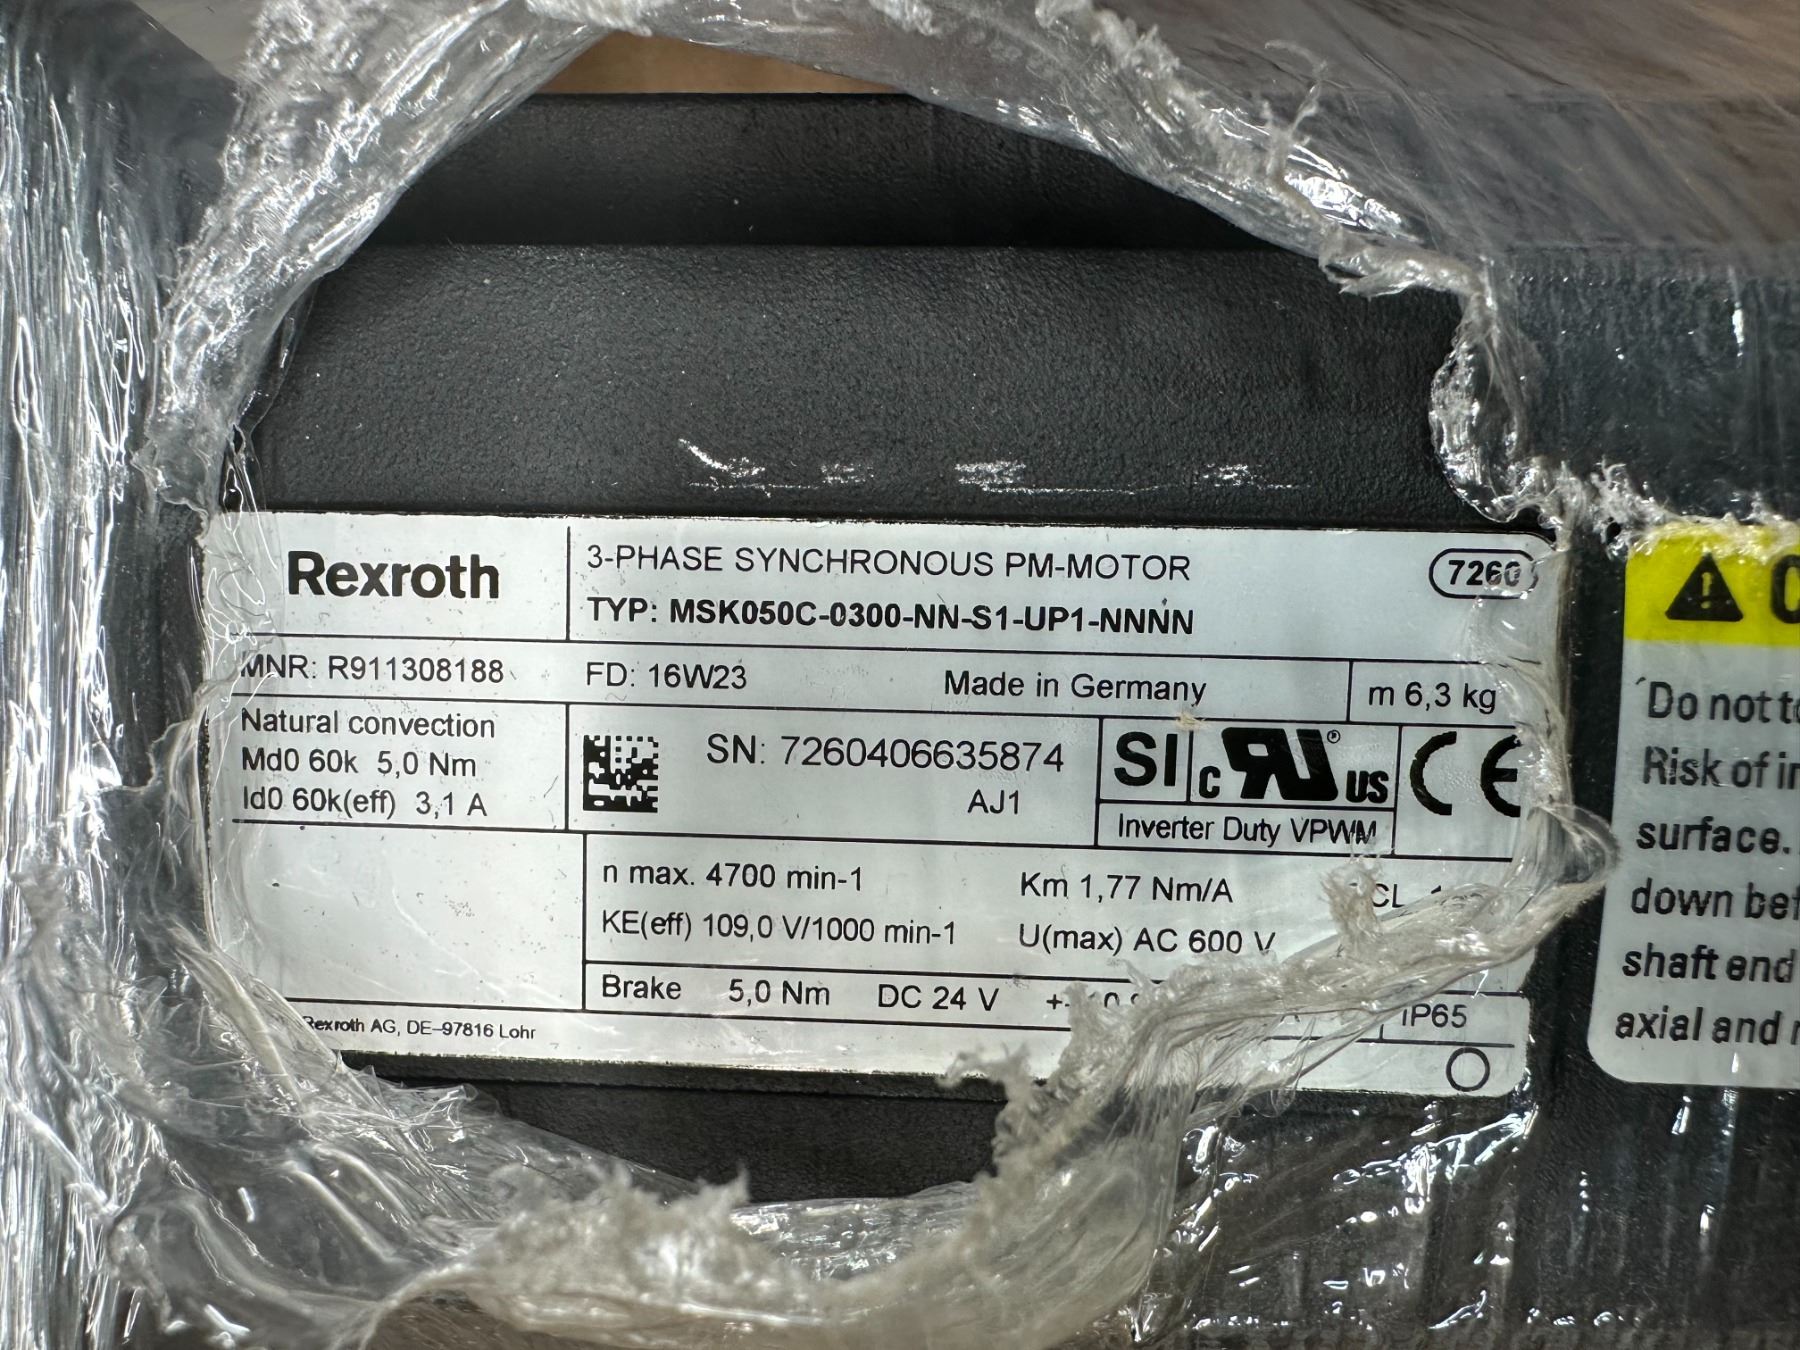 Rexroth
3-PHASE SYNCHRONOUS PM-MOTOR
7260
TYP: MSK050C-0300-NN-S1-UP1-NNNN
MNR: R911308188
FD: 16W23
Made in Germany
m 6,3 kg
Natural convection
Md0 60k 5,0 Nm
Id0 60k(eff) 3,1 A
SN: 7260406635874
AJ1
SI
c RU® US
CE
Inverter Duty VPWM
n max. 4700 min-1
Km 1,77 Nm/A
KE(eff) 109,0 V/1000 min-1
U(max) AC 600 V
Brake 5,0 Nm DC 24 V
IP65
Rexroth AG, DE-97816 Lohr
Do not
Risk of
surface.
down
shaft end
axial and